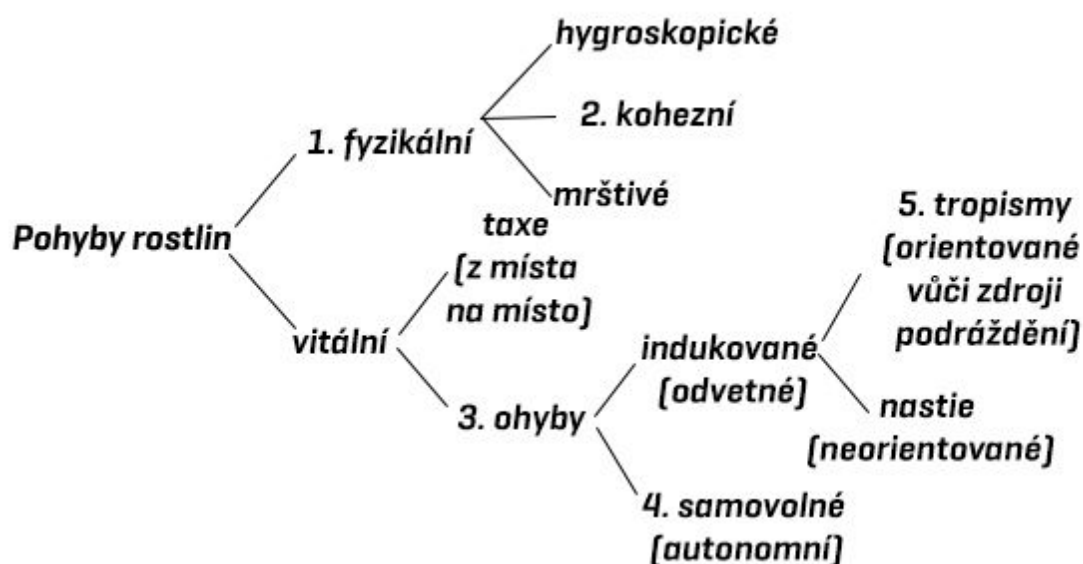 hygroskopické
1. fyzikální
2. kohezní
mrštivé
Pohyby rostlin
taxe
(z místa
na místo)
vitální
3. ohyby
indukované
(odvetné)
5. tropismy
(orientované
vůči zdroji
podráždění)
nastie
(neorientované)
4. samovolné
(autonomní)